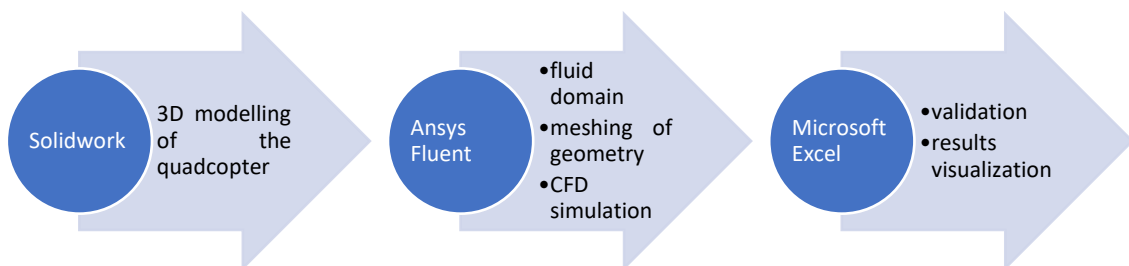 Solidwork
3D modelling
of the
quadcopter
Ansys
Fluent
•fluid
domain
•meshing of
geometry
•CFD
simulation
Microsoft
Excel
•validation
•results
visualization